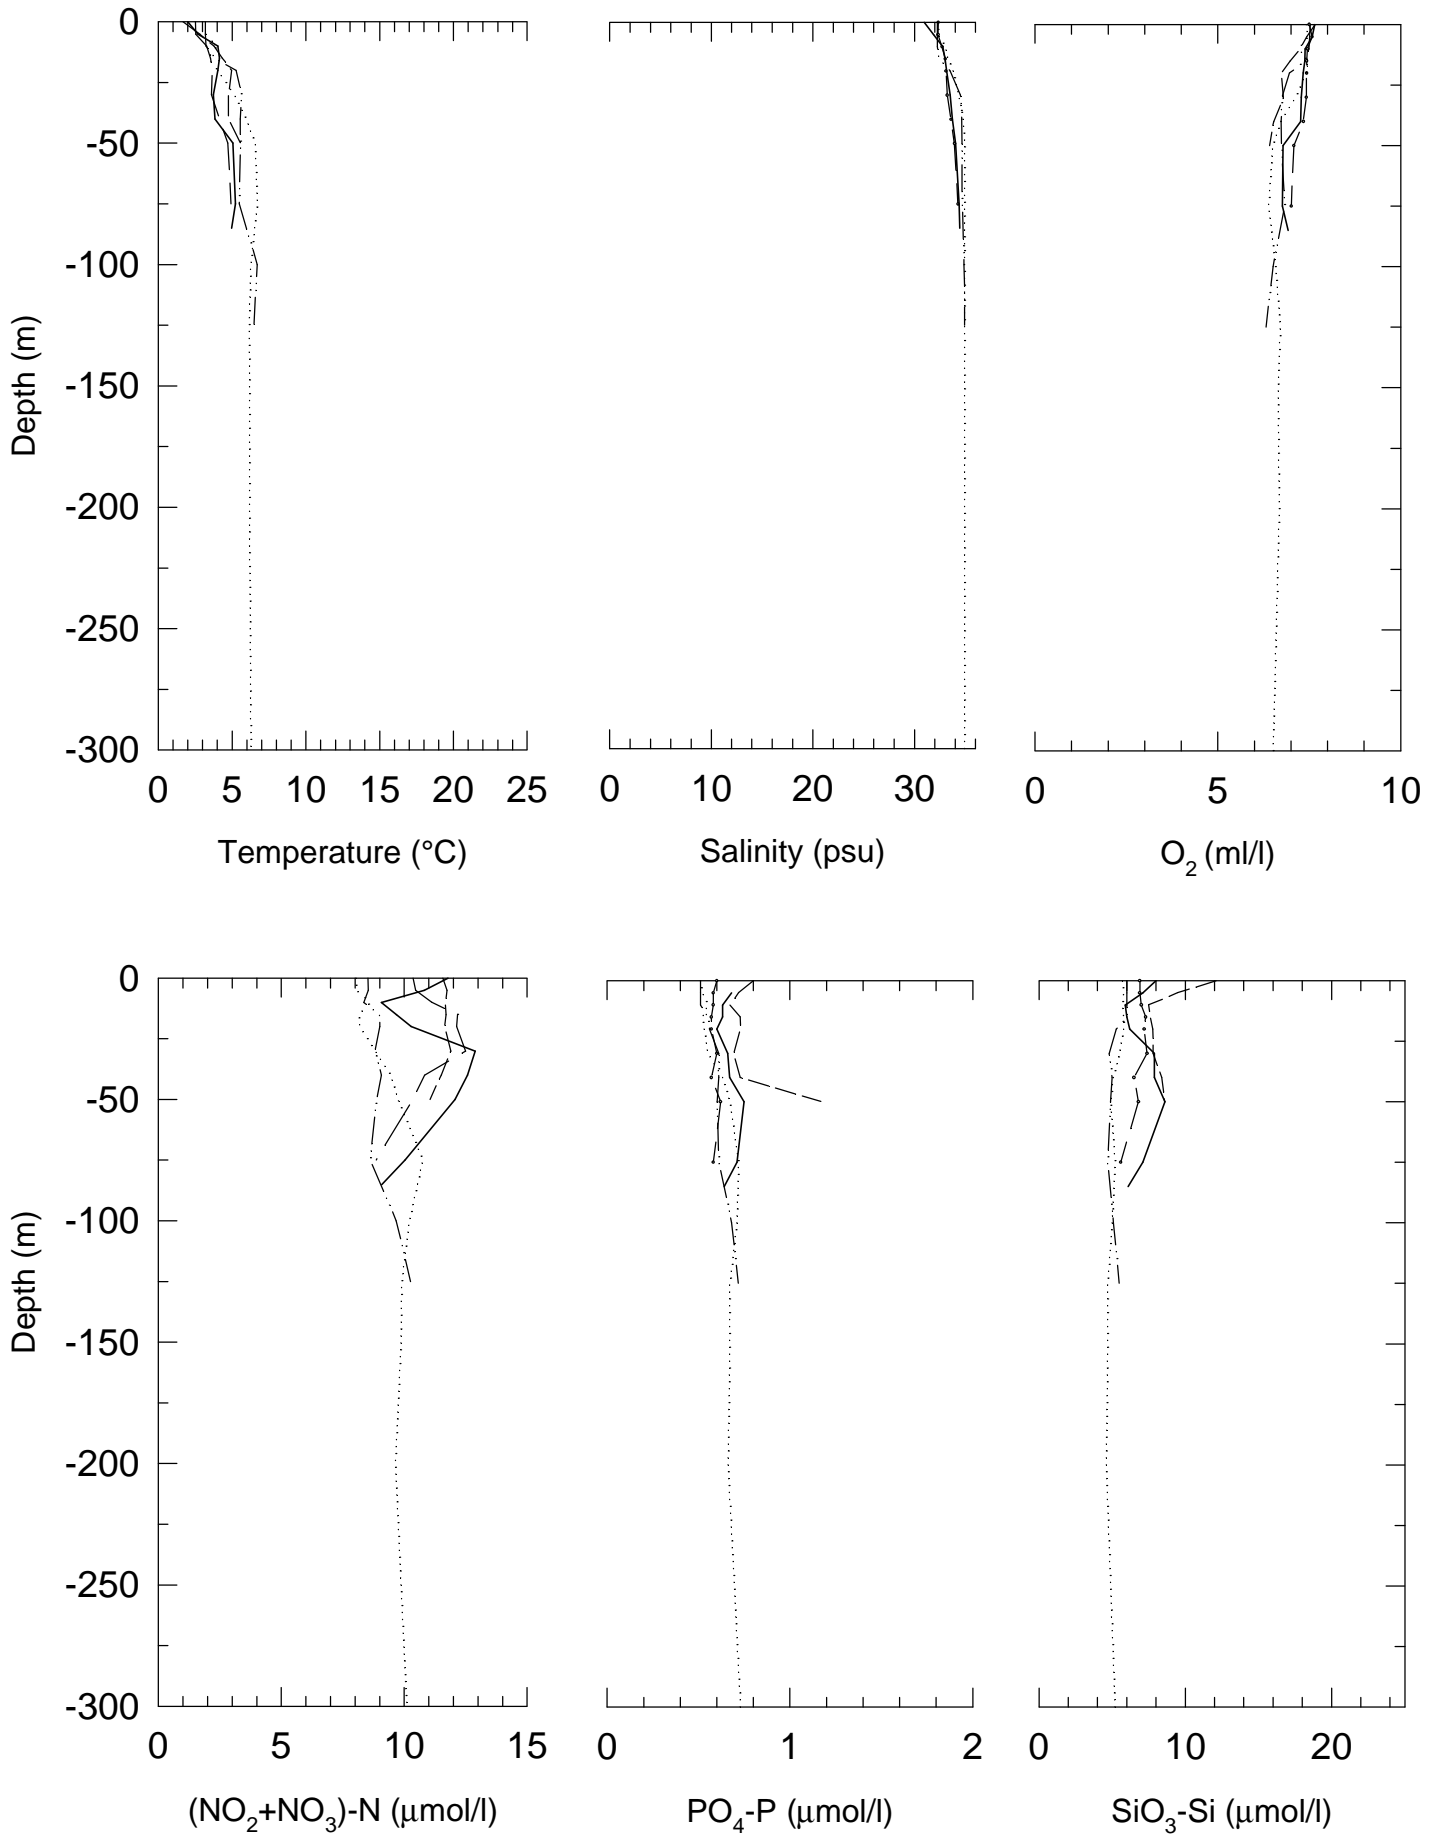 0
-50
-100
-150
-200
-250
-300
Depth (m)
0 5 10 15 20 25
Temperature (°C)
0 10 20 30
Salinity (psu)
0 5 10
O2 (ml/l)
0
-50
-100
-150
-200
-250
-300
Depth (m)
0 5 10 15
(NO2+NO3)-N (μmol/l)
0 1 2
PO4-P (μmol/l)
0 10 20
SiO3-Si (μmol/l)